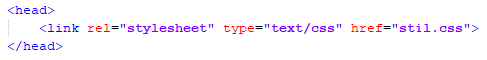 <head>
<link rel="stylesheet" type="text/css" href="stil.css">
</head>